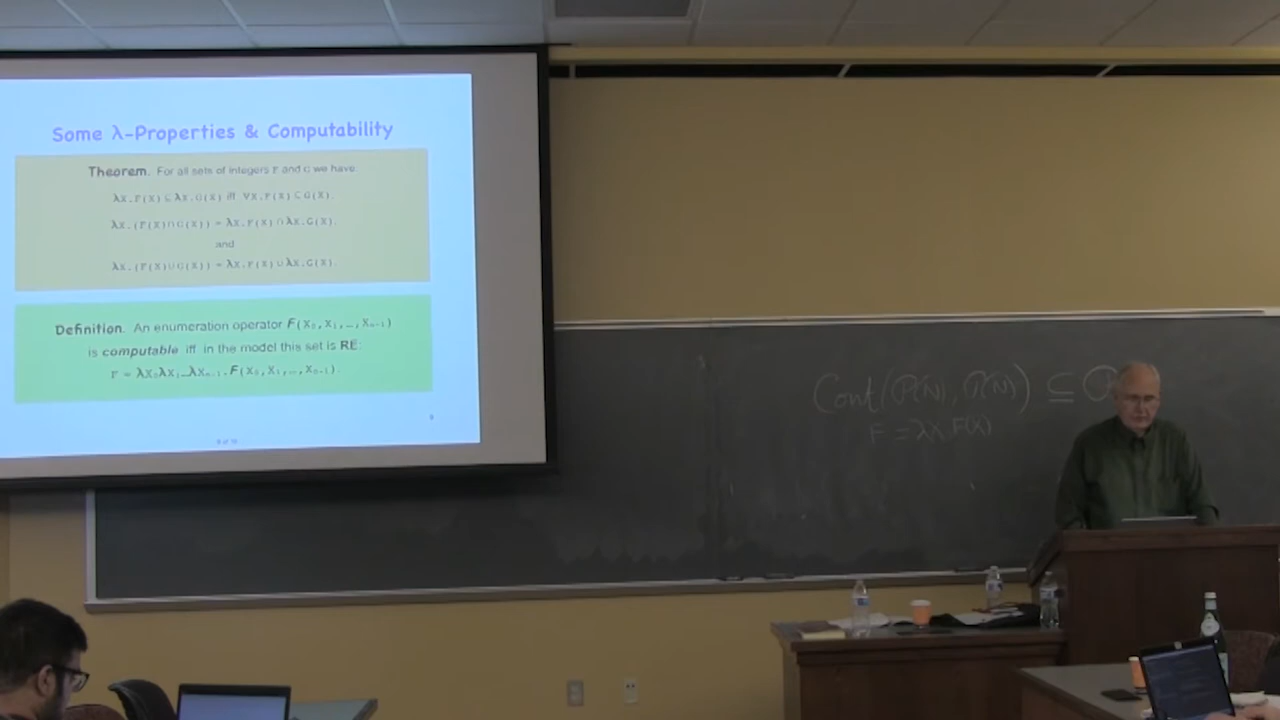 Some λ-Properties & Computability
Theorem. For all sets of integers F and G we have:
λX.F(X) ⊆ λX.G(X) iff ∀X.F(X) ⊆ G(X).
λX.(F(X)∩G(X)) = λX.F(X) ∩ λX.G(X).
and
λX.(F(X)∪G(X)) = λX.F(X) ∪ λX.G(X).
Definition. An enumeration operator F(X₀,X₁,…,Xₙ₋₁)
is computable iff in the model this set is RE:
F = λX₀λX₁…λXₙ₋₁.F(X₀,X₁,…,Xₙ₋₁).
Cont(P(N), P(N)) ⊆
F = λX.F(X)